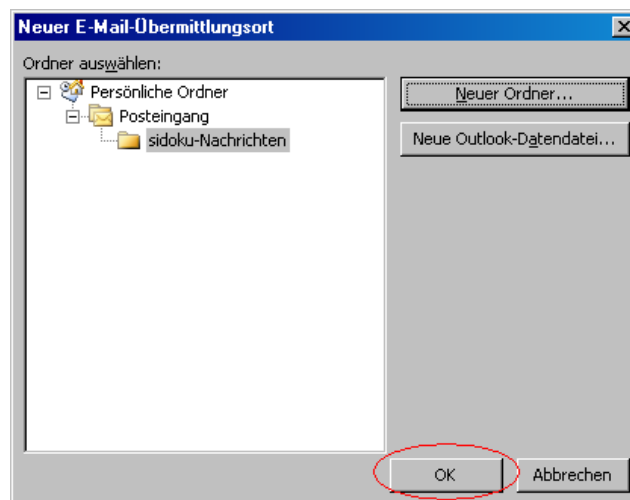 Neuer E-Mail-Übermittlungsort
Ordner auswählen:
Persönliche Ordner
Posteingang
sidoku-Nachrichten
Neuer Ordner...
Neue Outlook-Datendatei...
OK
Abbrechen